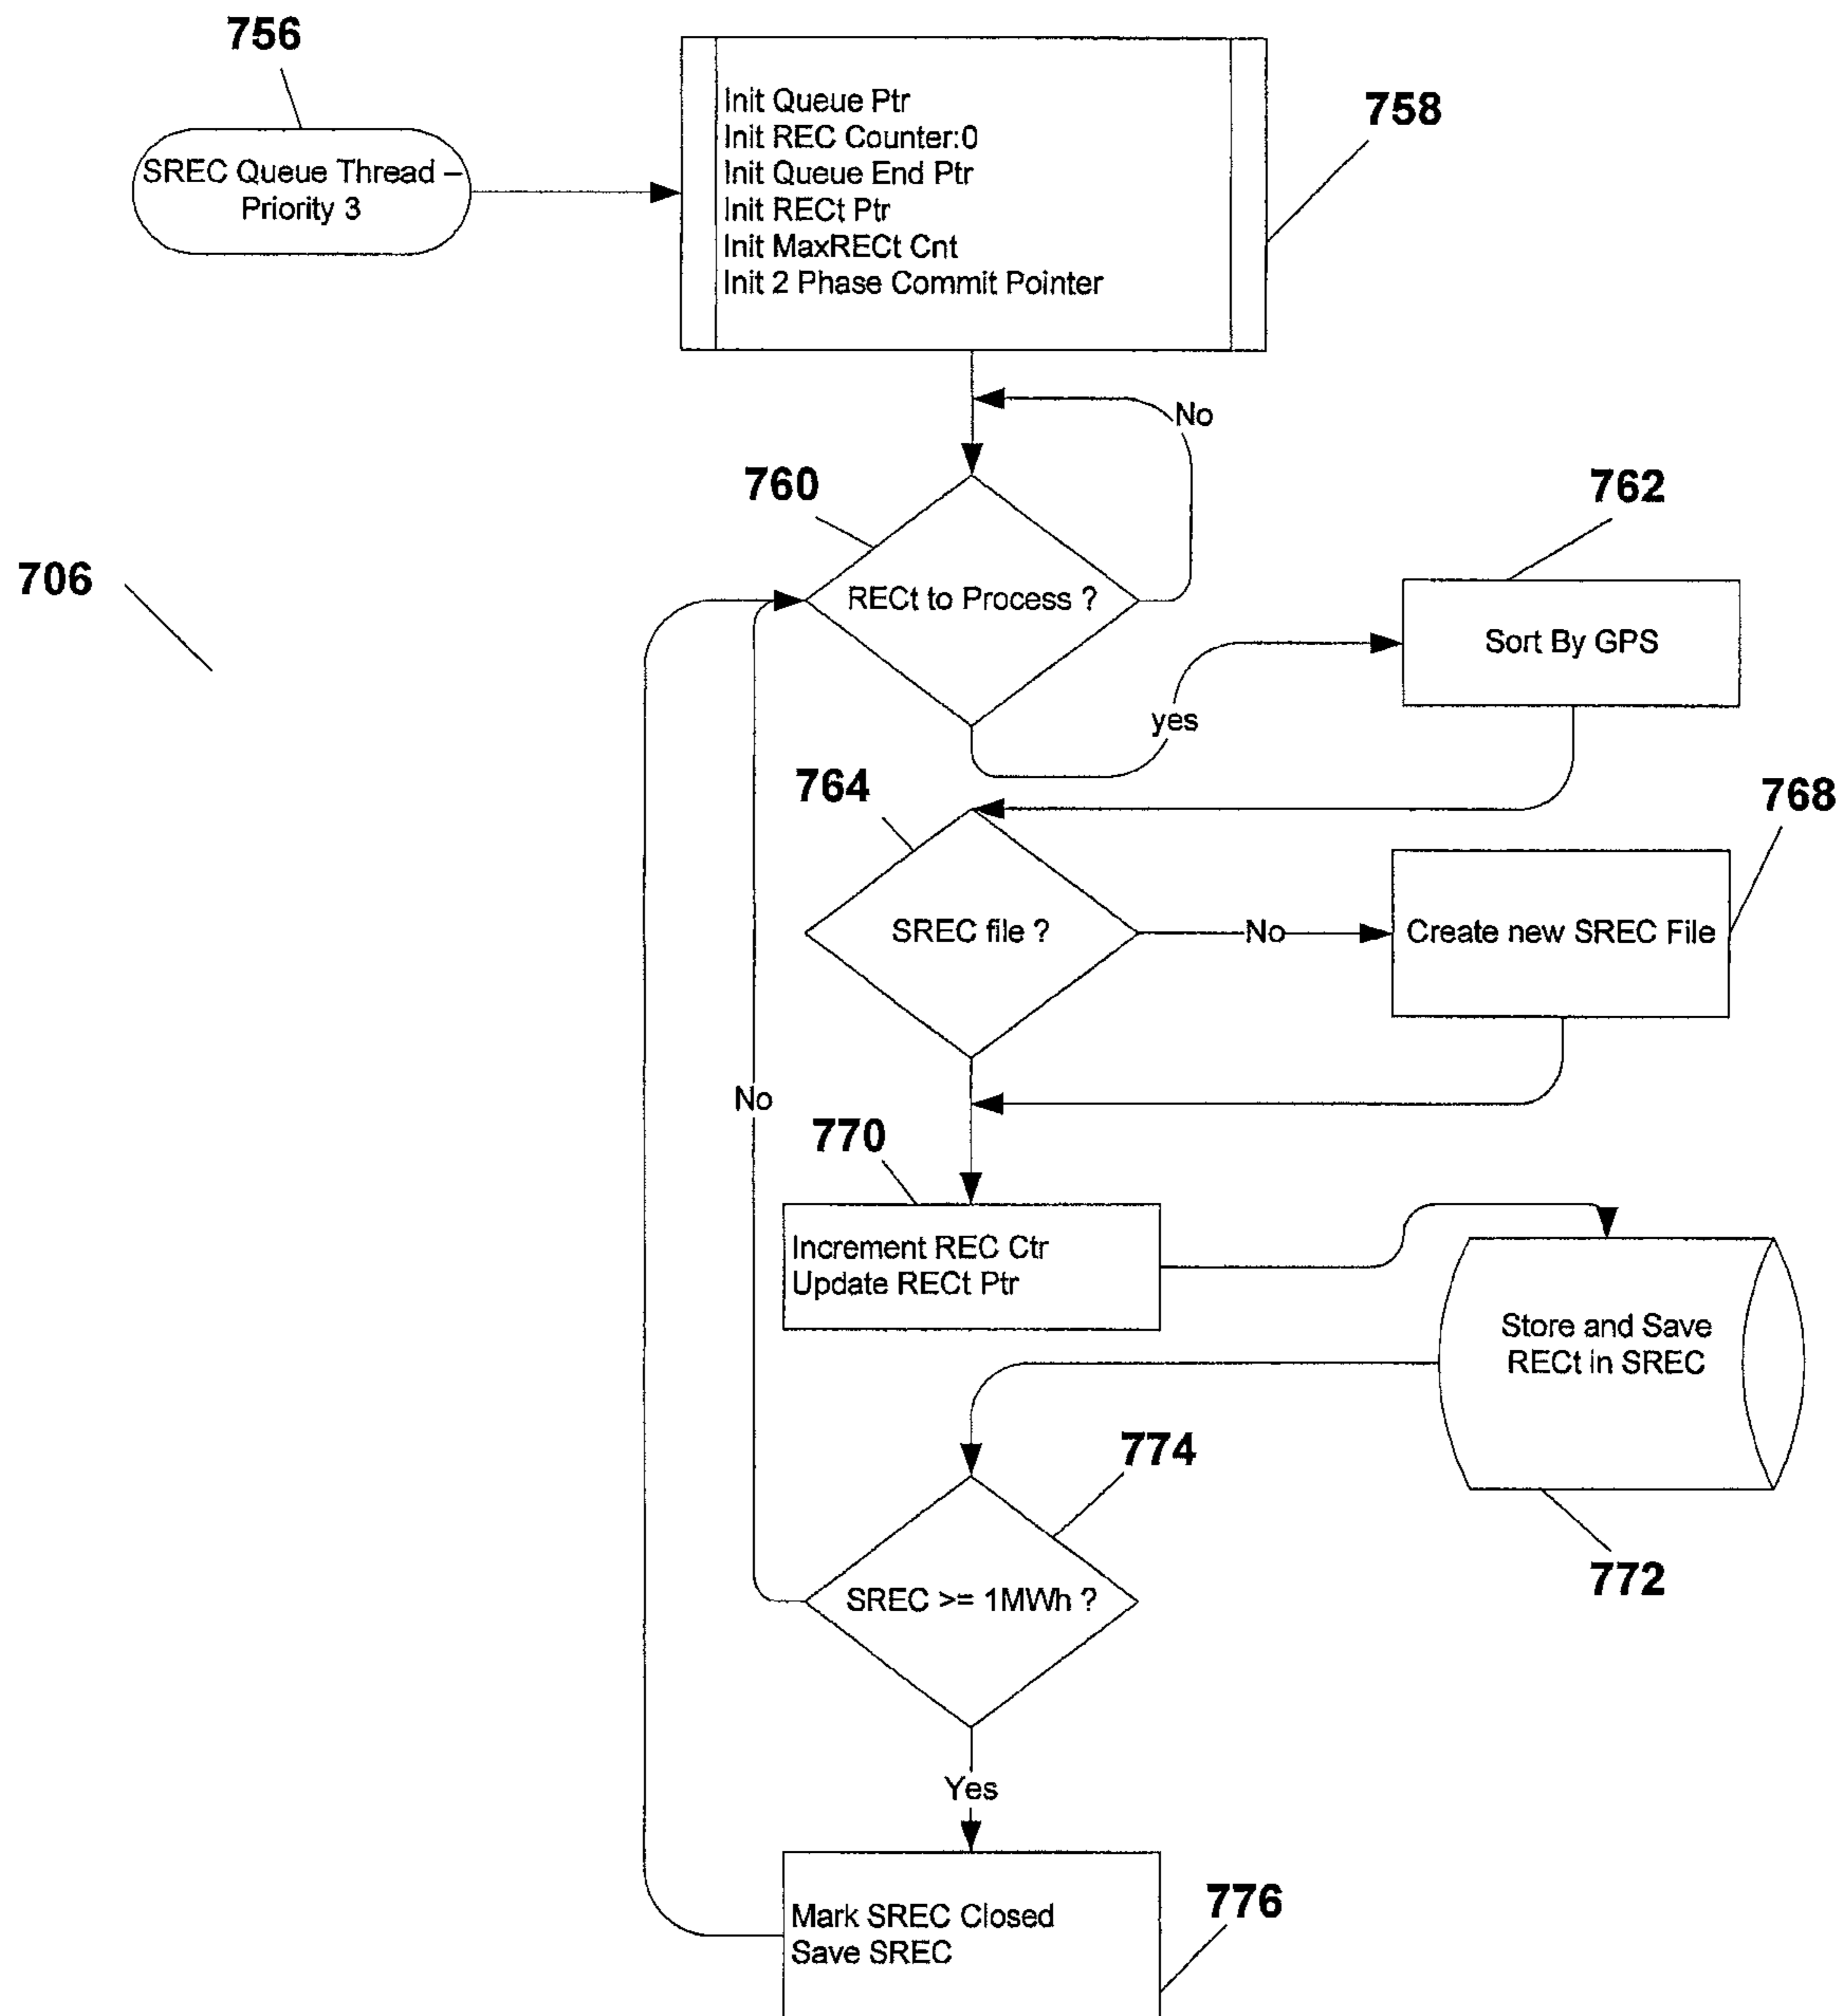 756
SREC Queue Thread –
Priority 3
Init Queue Ptr
Init REC Counter:0
Init Queue End Ptr
Init RECt Ptr
Init MaxRECt Cnt
Init 2 Phase Commit Pointer
758
No
760
RECt to Process ?
762
Sort By GPS
706
yes
764
SREC file ?
No
768
Create new SREC File
No
770
Increment REC Ctr
Update RECt Ptr
Store and Save
RECt in SREC
772
774
SREC >= 1MWh ?
Yes
Mark SREC Closed
Save SREC
776